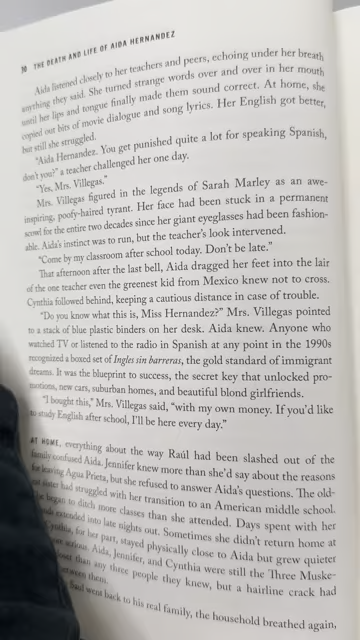 70 THE DEATH AND LIFE OF AIDA HERNANDEZ
Aida listened closely to her teachers and peers, echoing under her breath
anything they said. She turned strange words over and over in her mouth
until her lips and tongue finally made them sound correct. At home, she
copied out bits of movie dialogue and song lyrics. Her English got better,
but still she struggled.
"Aida Hernandez. You get punished quite a lot for speaking Spanish,
don't you?" a teacher challenged her one day.
"Yes, Mrs. Villegas."
Mrs. Villegas figured in the legends of Sarah Marley as an awe-
inspiring, poofy-haired tyrant. Her face had been stuck in a permanent
scowl for the entire two decades since her giant eyeglasses had been fashion-
able. Aida's instinct was to run, but the teacher's look intervened.
"Come by my classroom after school today. Don't be late."
That afternoon after the last bell, Aida dragged her feet into the lair
of the one teacher even the greenest kid from Mexico knew not to cross.
Cynthia followed behind, keeping a cautious distance in case of trouble.
"Do you know what this is, Miss Hernandez?" Mrs. Villegas pointed
to a stack of blue plastic binders on her desk. Aida knew. Anyone who
watched TV or listened to the radio in Spanish at any point in the 1990s
recognized a boxed set of Ingles sin barreras, the gold standard of immigrant
dreams. It was the blueprint to success, the secret key that unlocked pro-
motions, new cars, suburban homes, and beautiful blond girlfriends.
"I bought this," Mrs. Villegas said, "with my own money. If you'd like
to study English after school, I'll be here every day."
AT HOME, everything about the way Raúl had been slashed out of the
family confused Aida. Jennifer knew more than she'd say about the reasons
for leaving Agua Prieta, but she refused to answer Aida's questions. The old-
est sister had struggled with her transition to an American middle school.
began to ditch more classes than she attended. Days spent with her
extended into late nights out. Sometimes she didn't return home at
Cynthia, for her part, stayed physically close to Aida but grew quieter
serious. Aida, Jennifer, and Cynthia were still the Three Muske-
than any three people they knew, but a hairline crack had
between them.
Raúl went back to his real family, the household breathed again,